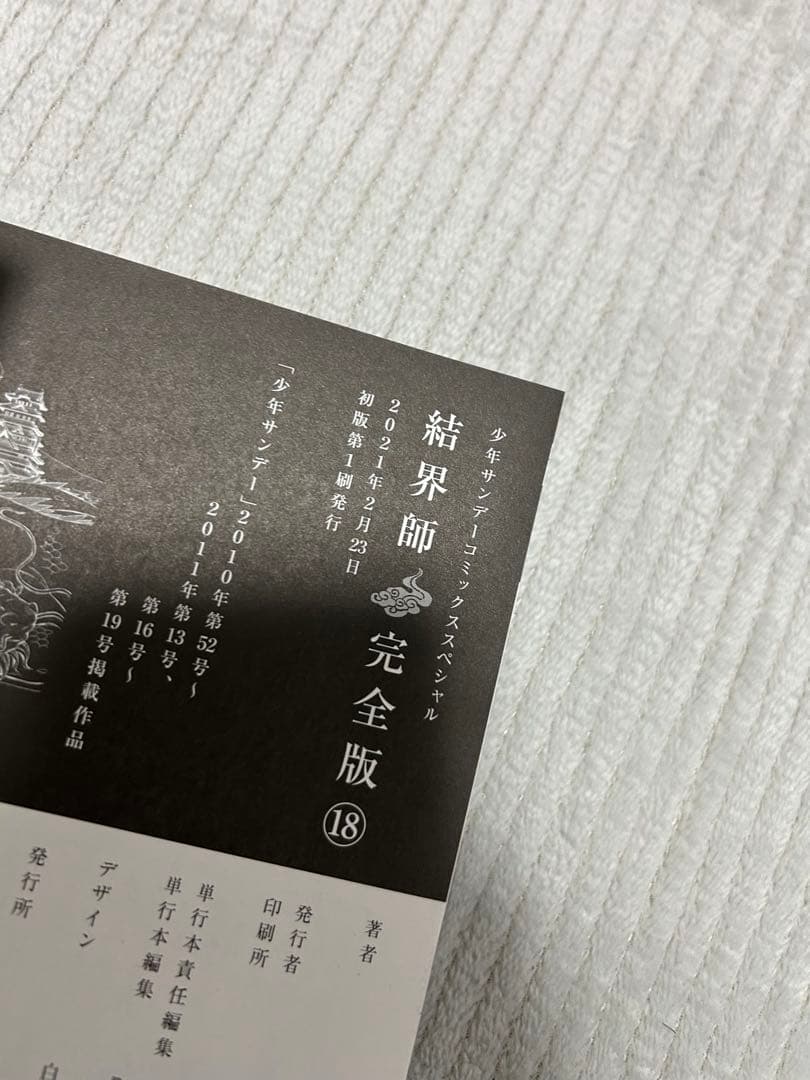 少年サンデーコミックススペシャル
結界師 完全版 ⑱
2021年2月23日
初版第1刷発行
「少年サンデー」2010年第52号～
2011年第13号、
第16号～
第19号掲載作品
著者
発行者
印刷所
単行本責任編集
単行本編集
デザイン
発行所